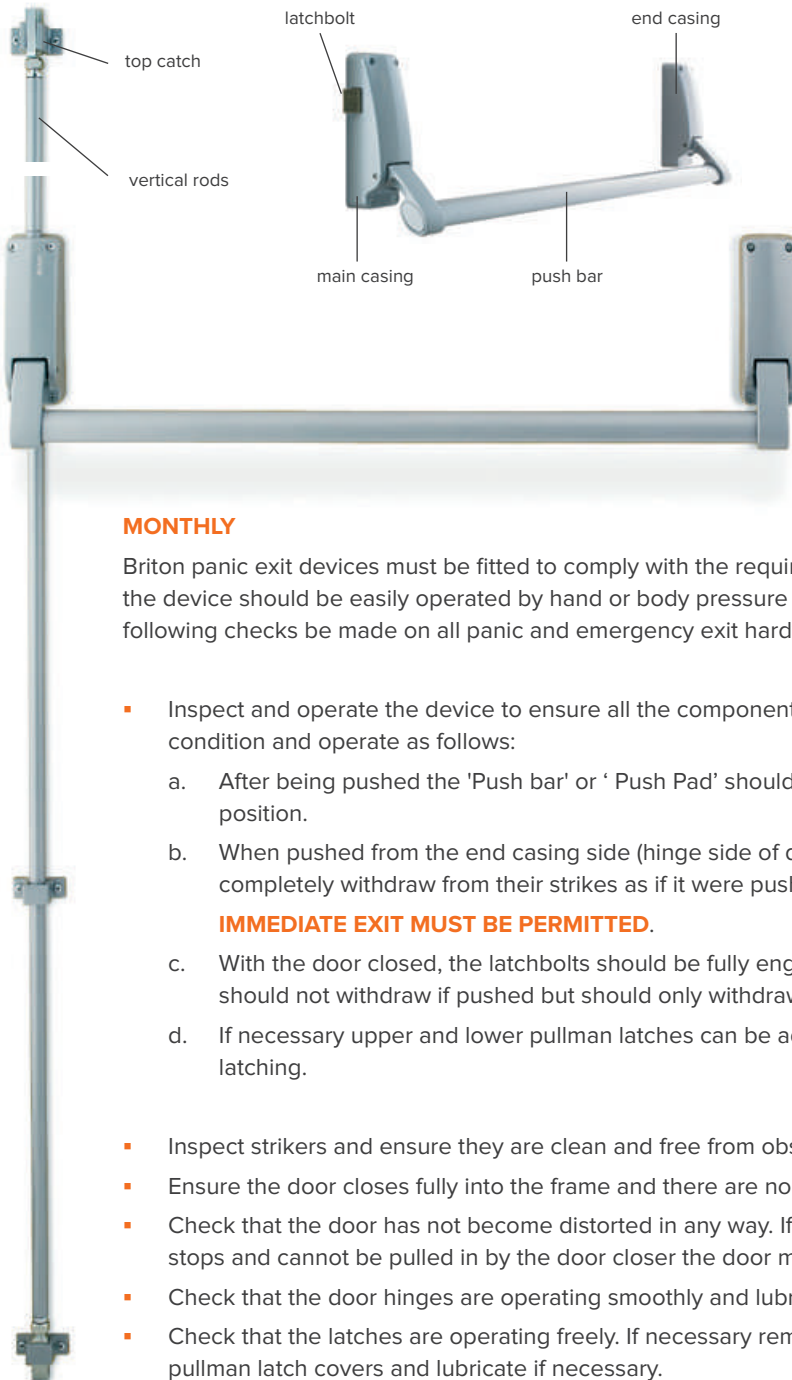 latchbolt
end casing
top catch
vertical rods
main casing
push bar
MONTHLY
Briton panic exit devices must be fitted to comply with the
the device should be easily operated by hand or body pressure
following checks be made on all panic and emergency exit
▪ Inspect and operate the device to ensure all the
condition and operate as follows:
a. After being pushed the 'Push bar' or ‘ Push Pad’ should
position.
b. When pushed from the end casing side (hinge side of
completely withdraw from their strikes as if it were
IMMEDIATE EXIT MUST BE PERMITTED.
c. With the door closed, the latchbolts should be fully
should not withdraw if pushed but should only
d. If necessary upper and lower pullman latches can be
latching.
▪ Inspect strikers and ensure they are clean and free from
▪ Ensure the door closes fully into the frame and there are no
▪ Check that the door has not become distorted in any way. If
stops and cannot be pulled in by the door closer the door
▪ Check that the door hinges are operating smoothly and
▪ Check that the latches are operating freely. If necessary
pullman latch covers and lubricate if necessary.